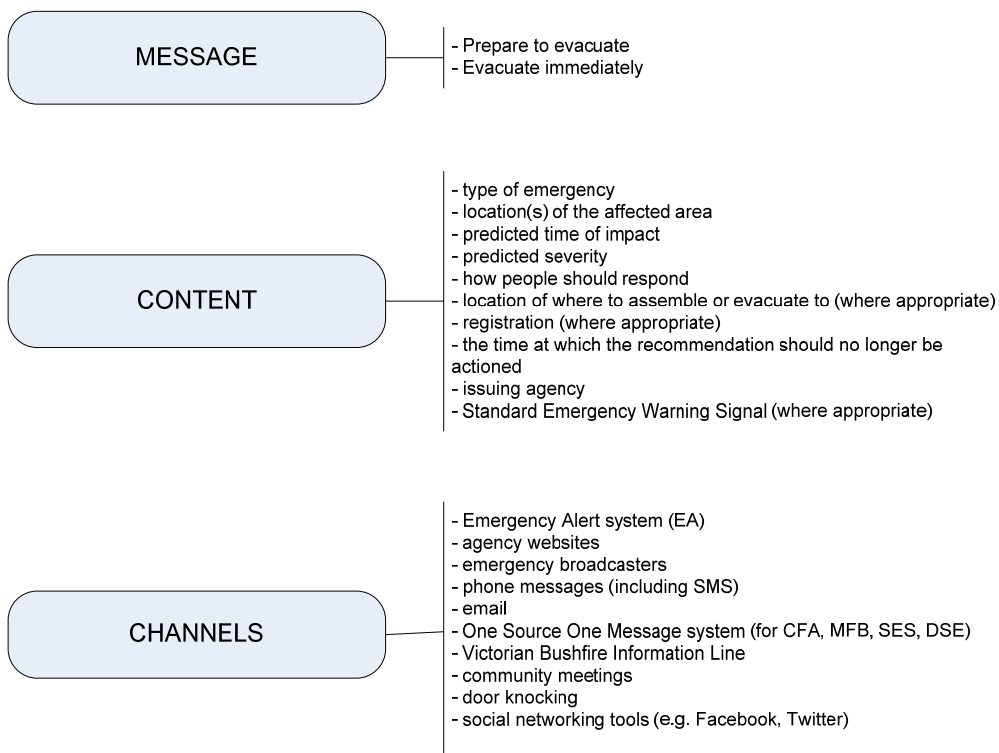 MESSAGE
- Prepare to evacuate
- Evacuate immediately
CONTENT
- type of emergency
- location(s) of the affected area
- predicted time of impact
- predicted severity
- how people should respond
- location of where to assemble or evacuate to (where appropriate)
- registration (where appropriate)
- the time at which the recommendation should no longer be
actioned
- issuing agency
- Standard Emergency Warning Signal (where appropriate)
CHANNELS
- Emergency Alert system (EA)
- agency websites
- emergency broadcasters
- phone messages (including SMS)
- email
- One Source One Message system (for CFA, MFB, SES, DSE)
- Victorian Bushfire Information Line
- community meetings
- door knocking
- social networking tools (e.g. Facebook, Twitter)